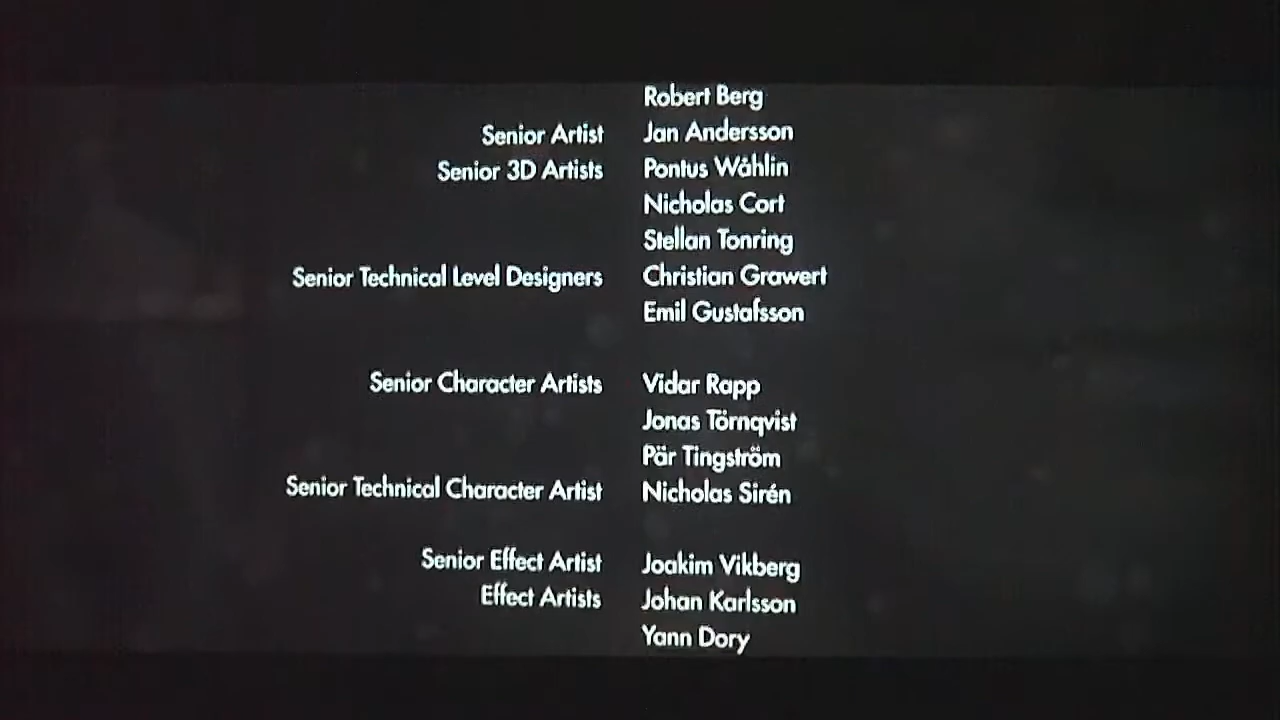 Robert Berg
Senior Artist Jan Andersson
Senior 3D Artists Pontus Wåhlin
Nicholas Cort
Stellan Tonring
Senior Technical Level Designers Christian Grawert
Emil Gustafsson
Senior Character Artists Vidar Rapp
Jonas Törnqvist
Pär Tingström
Senior Technical Character Artist Nicholas Sirén
Senior Effect Artist Joakim Vikberg
Effect Artists Johan Karlsson
Yann Dory